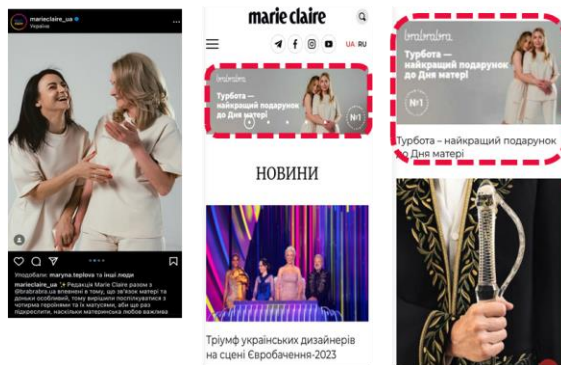 marieclaire_ua
Україна
Уподобали: maryna.teplova та інші люди
marieclaire_ua ✨ Редакція Marie Claire разом з
@brabrabra.ua впевнені в тому, що зв'язок матері та
доньки особливий, тому вирішили поспілкуватися з
чотирма героїнями та їх матусями, аби ще раз
підкреслити, наскільки материнська любов важлива
marie claire
UA RU
brabrabra
Турбота —
найкращий подарунок
до Дня матері
№1
НОВИНИ
Тріумф українських дизайнерів
на сцені Євробачення-2023
brabrabra
Турбота —
найкращий подарунок
до Дня матері
№1
Турбота – найкращий подарунок
до Дня матері